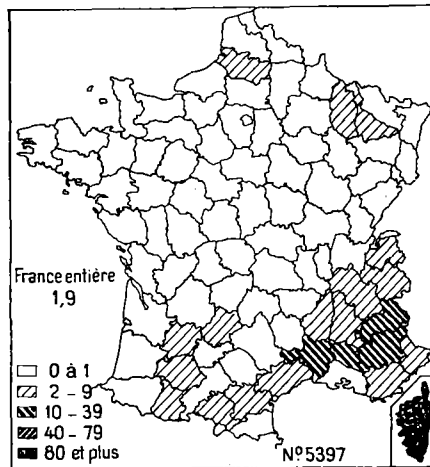 France entière
1,9
0 à 1
2 - 9
10 - 39
40 - 79
80 et plus
Nº5397